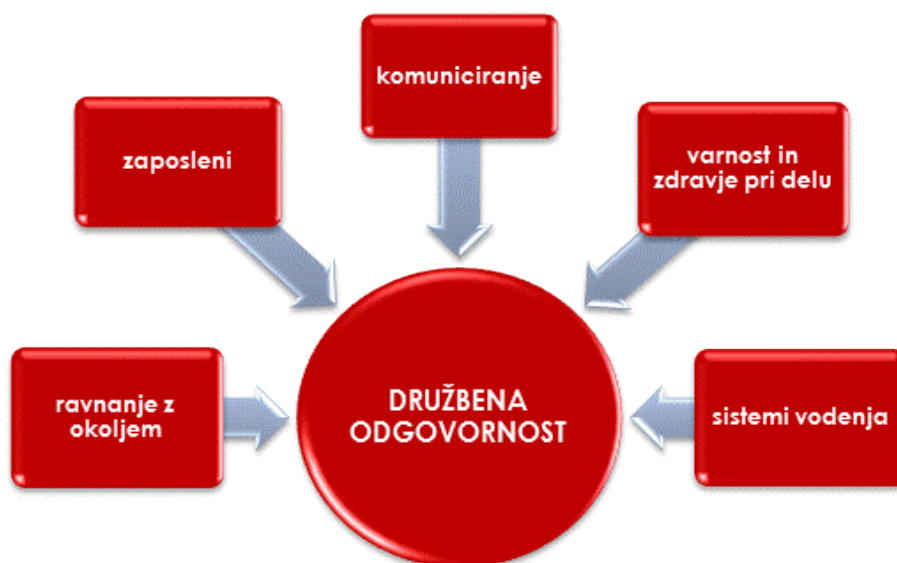 komuniciranje
zaposleni
varnost in
zdravje pri delu
ravnanje z
okoljem
DRUŽBENA
ODGOVORNOST
sistemi vodenja